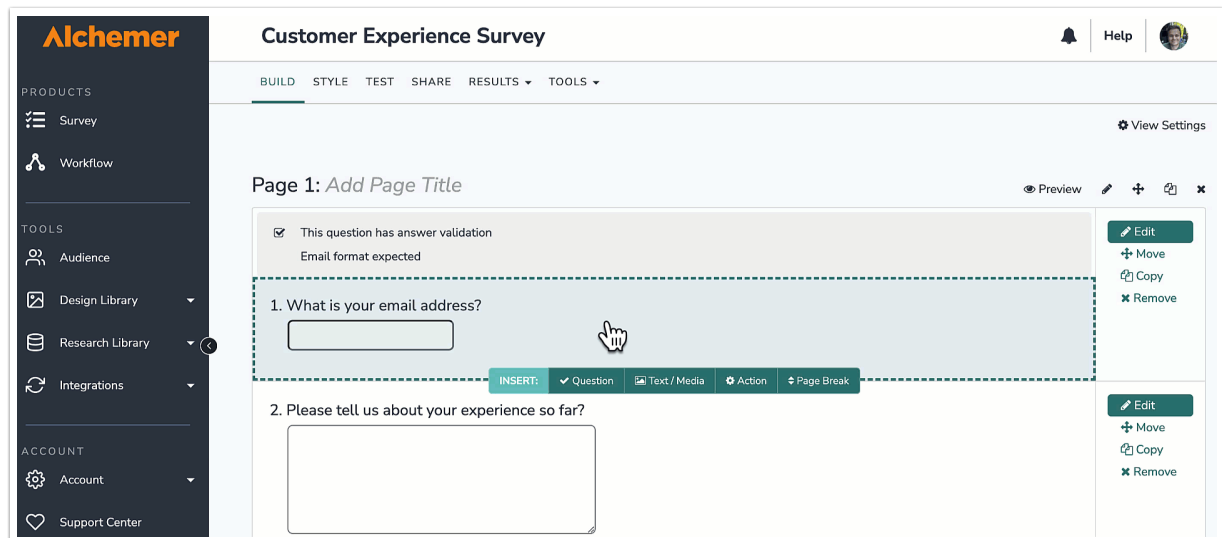 Alchemer
Customer Experience Survey
Help
BUILD STYLE TEST SHARE RESULTS TOOLS
PRODUCTS
Survey
Workflow
TOOLS
Audience
Design Library
Research Library
Integrations
ACCOUNT
Account
Support Center
View Settings
Page 1: Add Page Title
Preview
This question has answer validation
Email format expected
Edit
Move
Copy
Remove
1. What is your email address?
INSERT: Question Text / Media Action Page Break
2. Please tell us about your experience so far?
Edit
Move
Copy
Remove